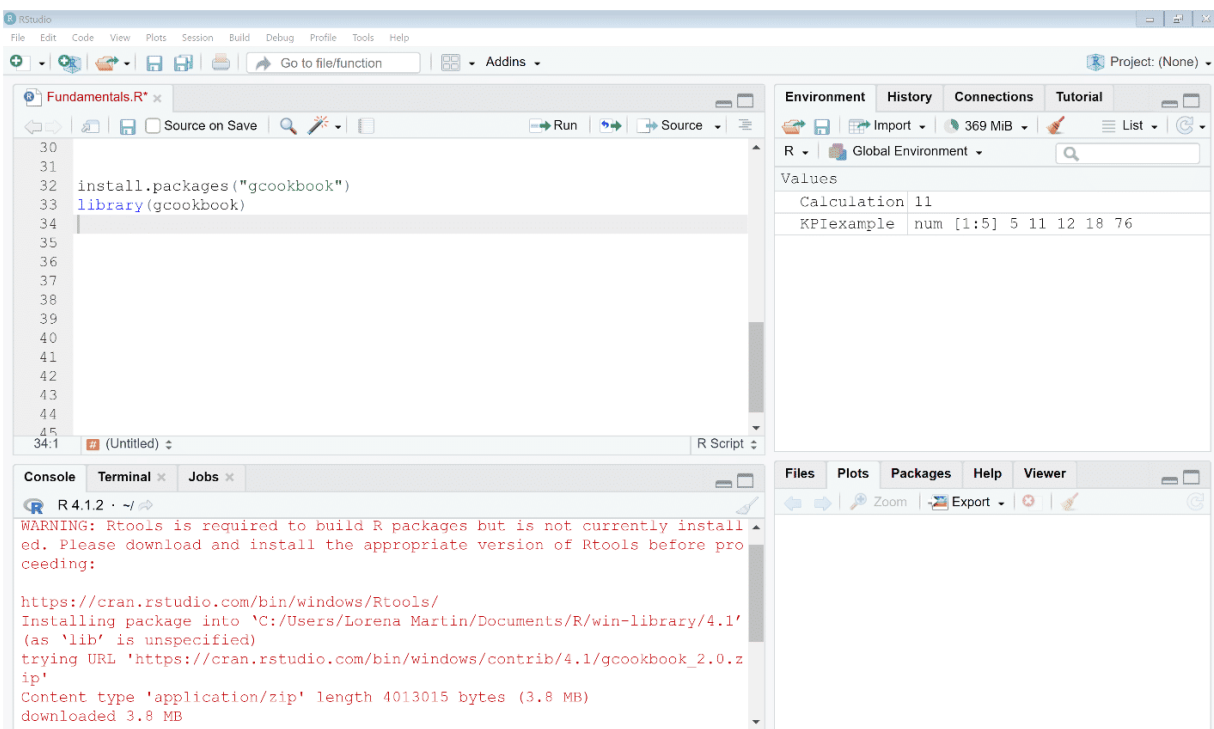 RStudio
File Edit Code View Plots Session Build Debug Profile Tools Help
Go to file/function Addins Project: (None)
Fundamentals.R*
Source on Save Run Source
30
31
32 install.packages("gcookbook")
33 library(gcookbook)
34
35
36
37
38
39
40
41
42
43
44
45
34:1 (Untitled) R Script
Console Terminal Jobs
R 4.1.2 · ~/
WARNING: Rtools is required to build R packages but is not currently install
ed. Please download and install the appropriate version of Rtools before pro
ceeding:
https://cran.rstudio.com/bin/windows/Rtools/
Installing package into ‘C:/Users/Lorena Martin/Documents/R/win-library/4.1’
(as ‘lib’ is unspecified)
trying URL 'https://cran.rstudio.com/bin/windows/contrib/4.1/gcookbook_2.0.z
ip'
Content type 'application/zip' length 4013015 bytes (3.8 MB)
downloaded 3.8 MB
Environment History Connections Tutorial
Import 369 MiB List
R Global Environment
Values
Calculation 11
KPIexample num [1:5] 5 11 12 18 76
Files Plots Packages Help Viewer
Zoom Export